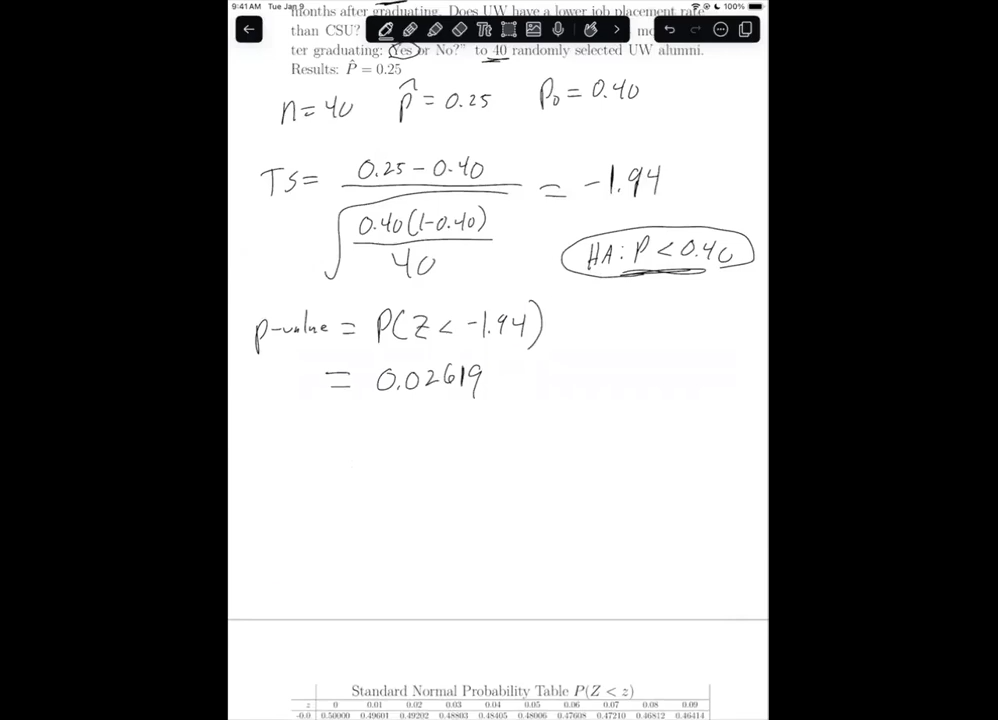 9:41 AM Tue Jan 9
100%
months after graduating. Does UW have a lower job placement rate
than CSU?
Tt
ter graduating: Yes or No?" to 40 randomly selected UW alumni.
Results: P̂ = 0.25
n = 40 p̂ = 0.25 P₀ = 0.40
TS = 0.25 - 0.40 = -1.94
0.40(1-0.40)
40
HA: P < 0.40
p-value = P(Z < -1.94)
= 0.02619
Standard Normal Probability Table P(Z < z)
z 0 0.01 0.02 0.03 0.04 0.05 0.06 0.07 0.08 0.09
-0.0 0.50000 0.49601 0.49202 0.48803 0.48405 0.48006 0.47608 0.47210 0.46812 0.46414